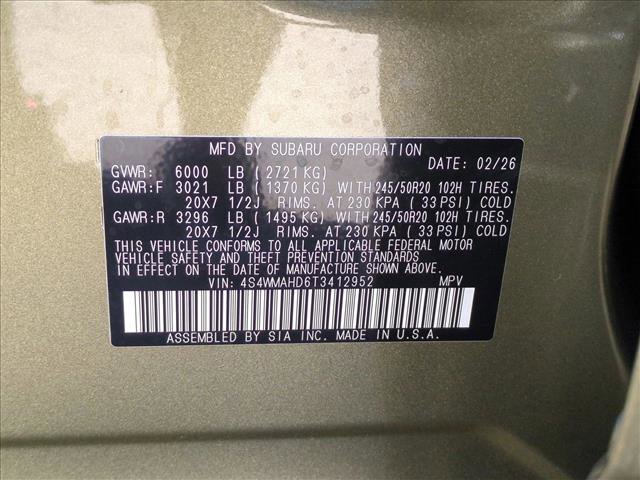 MFD BY SUBARU CORPORATION
GVWR: 6000 LB ( 2721 KG) DATE: 02/26
GAWR:F 3021 LB ( 1370 KG) WITH 245/50R20 102H TIRES.
20X7 1/2J RIMS. AT 230 KPA ( 33 PSI) COLD
GAWR:R 3296 LB ( 1495 KG) WITH 245/50R20 102H TIRES.
20X7 1/2J RIMS. AT 230 KPA ( 33 PSI) COLD
THIS VEHICLE CONFORMS TO ALL APPLICABLE FEDERAL MOTOR
VEHICLE SAFETY AND THEFT PREVENTION STANDARDS
IN EFFECT ON THE DATE OF MANUFACTURE SHOWN ABOVE.
VIN: 4S4WMAHD6T3412952 MPV
ASSEMBLED BY SIA INC. MADE IN U.S.A.